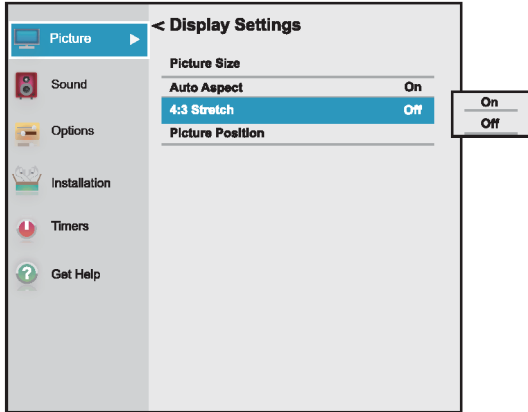 Picture
Sound
Options
Installation
Timers
Get Help
< Display Settings
Picture Size
Auto Aspect On
4:3 Stretch Off
Picture Position
On
Off